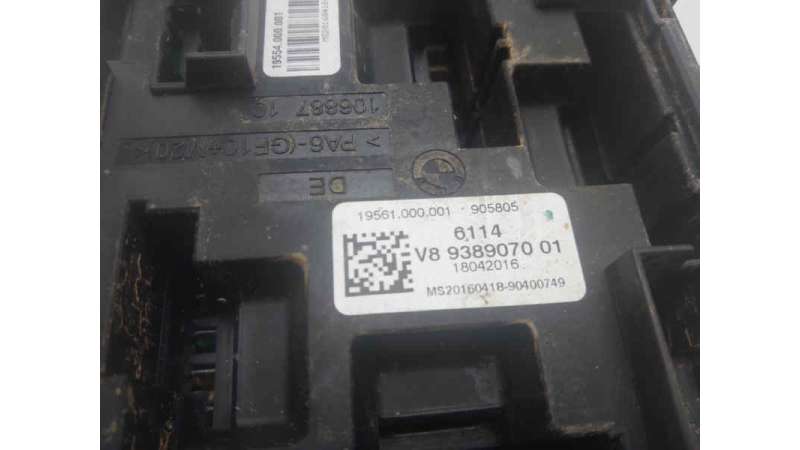 19554.000.001
106887 10
>PA6-(GF10+M20)<
DE
19561.000.001 905805
6114
V8 9389070 01
18042016
MS20160418-90400749